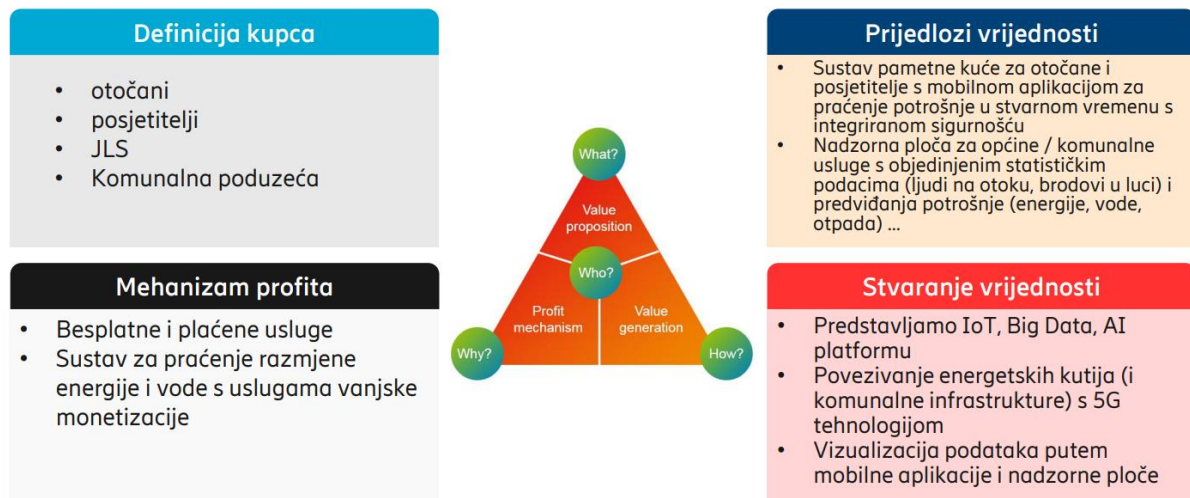 Definicija kupca
• otočani
• posjetitelji
• JLS
• Komunalna poduzeća
Prijedlozi vrijednosti
• Sustav pametne kuće za otočane i
posjetitelje s mobilnom aplikacijom za
praćenje potrošnje u stvarnom vremenu s
integriranom sigurnošću
• Nadzorna ploča za općine / komunalne
usluge s objedinjenim statističkim
podacima (ljudi na otoku, brodovi u luci) i
predviđanja potrošnje (energije, vode,
otpada) ...
What?
Value
proposition
Who?
Profit
mechanism
Value
generation
Why?
How?
Mehanizam profita
• Besplatne i plaćene usluge
• Sustav za praćenje razmjene
energije i vode s uslugama vanjske
monetizacije
Stvaranje vrijednosti
• Predstavljamo IoT, Big Data, AI
platformu
• Povezivanje energetskih kutija (i
komunalne infrastrukture) s 5G
tehnologijom
• Vizualizacija podataka putem
mobilne aplikacije i nadzorne ploče